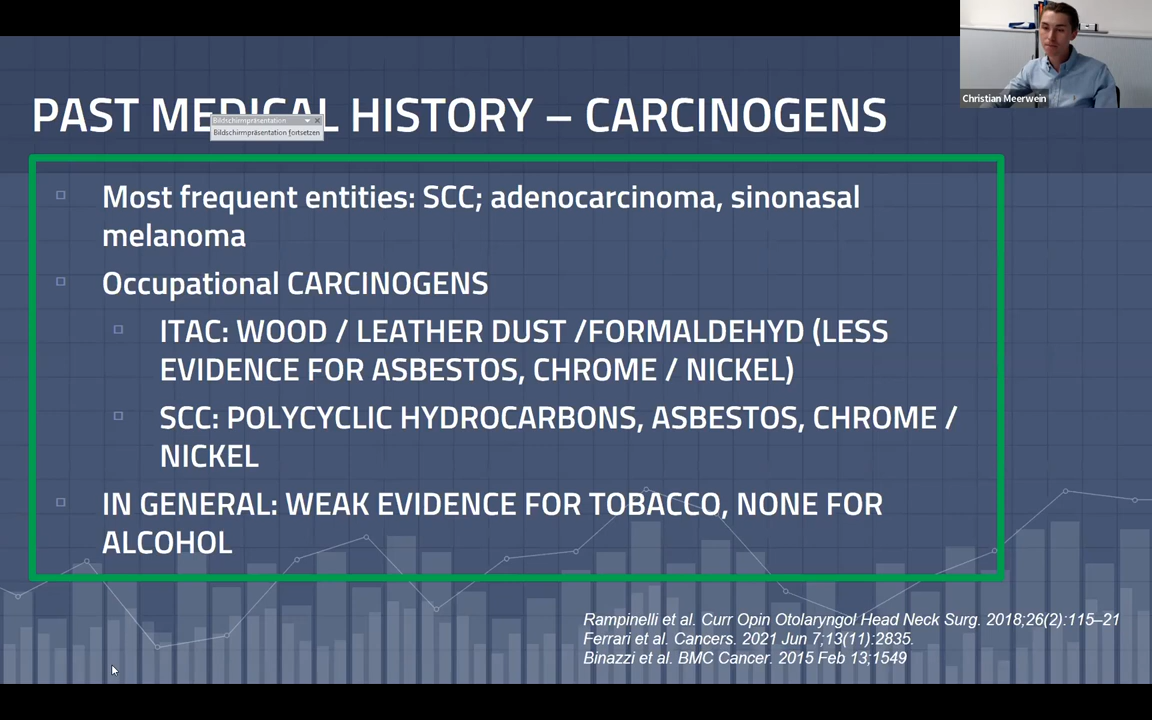 Christian Meerwein
PAST MEDICAL HISTORY – CARCINOGENS
Bildschirmpräsentation
Bildschirmpräsentation fortsetzen
Most frequent entities: SCC; adenocarcinoma, sinonasal
melanoma
Occupational CARCINOGENS
ITAC: WOOD / LEATHER DUST /FORMALDEHYD (LESS
EVIDENCE FOR ASBESTOS, CHROME / NICKEL)
SCC: POLYCYCLIC HYDROCARBONS, ASBESTOS, CHROME /
NICKEL
IN GENERAL: WEAK EVIDENCE FOR TOBACCO, NONE FOR
ALCOHOL
Rampinelli et al. Curr Opin Otolaryngol Head Neck Surg. 2018;26(2):115–21
Ferrari et al. Cancers. 2021 Jun 7;13(11):2835.
Binazzi et al. BMC Cancer. 2015 Feb 13;1549